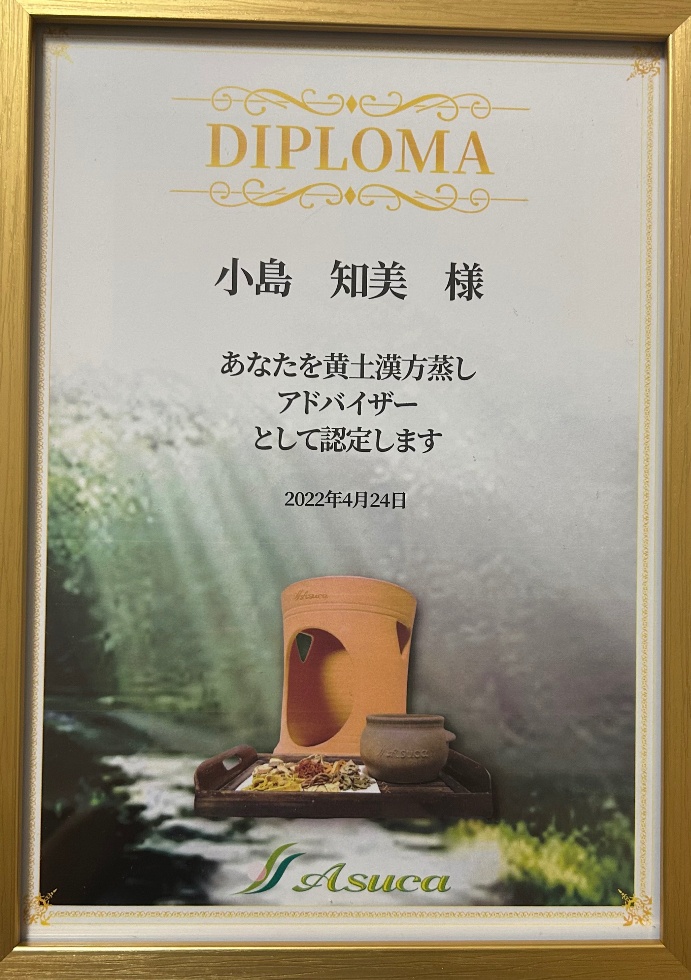 DIPLOMA
小島 知美 様
あなたを黄土漢方蒸し
アドバイザー
として認定します
2022年4月24日
Asuca
Asuca
Asuca